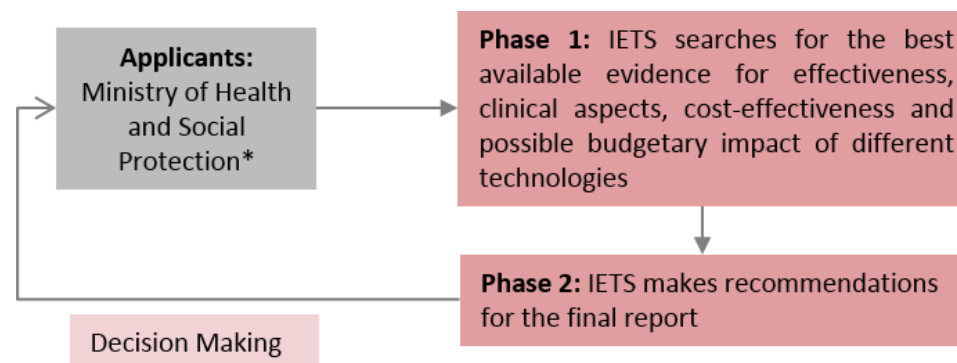 Applicants:
Ministry of Health
and Social
Protection*
Phase 1: IETS searches for the best
available evidence for effectiveness,
clinical aspects, cost-effectiveness and
possible budgetary impact of different
technologies
Phase 2: IETS makes recommendations
for the final report
Decision Making